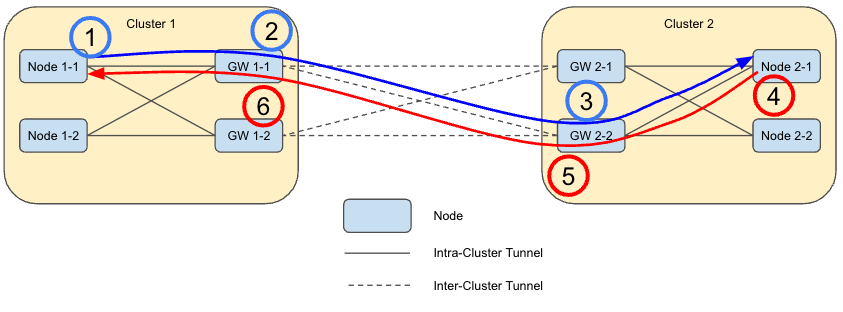 Cluster 1
Cluster 2
1
2
Node 1-1
GW 1-1
GW 2-1
Node 2-1
6
3
4
Node 1-2
GW 1-2
GW 2-2
Node 2-2
5
Node
Intra-Cluster Tunnel
Inter-Cluster Tunnel